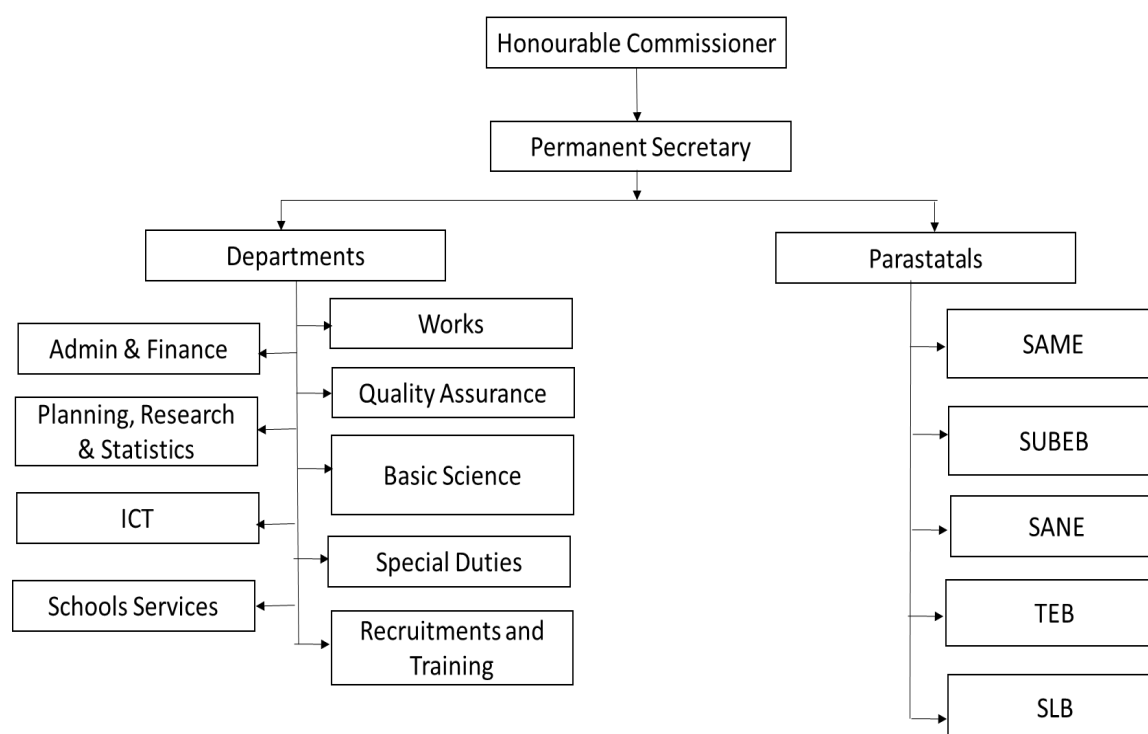 Honourable Commissioner
Permanent Secretary
Departments
Parastatals
Works
Admin & Finance
Quality Assurance
Planning, Research
& Statistics
Basic Science
ICT
Special Duties
Schools Services
Recruitments and
Training
SAME
SUBEB
SANE
TEB
SLB